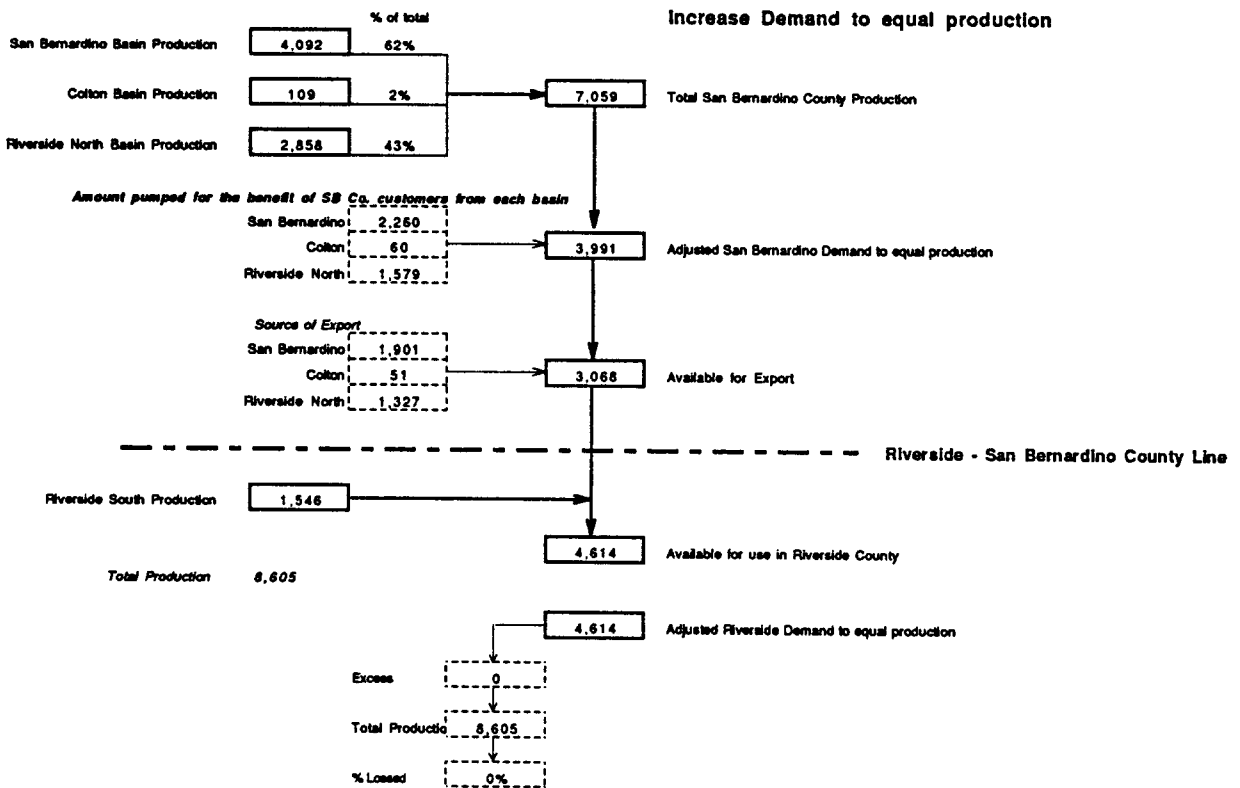 % of total
Increase Demand to equal production
San Bernardino Basin Production 4,092 62%
Colton Basin Production 109 2% 7,059 Total San Bernardino County Production
Riverside North Basin Production 2,858 43%
Amount pumped for the benefit of SB Co. customers from each basin
San Bernardino 2,260
Colton 60 3,991 Adjusted San Bernardino Demand to equal production
Riverside North 1,579
Source of Export
San Bernardino 1,901
Colton 51 3,068 Available for Export
Riverside North 1,327
Riverside - San Bernardino County Line
Riverside South Production 1,546
4,614 Available for use in Riverside County
Total Production 8,605
4,614 Adjusted Riverside Demand to equal production
Excess 0
Total Productio 8,605
% Lossed 0%